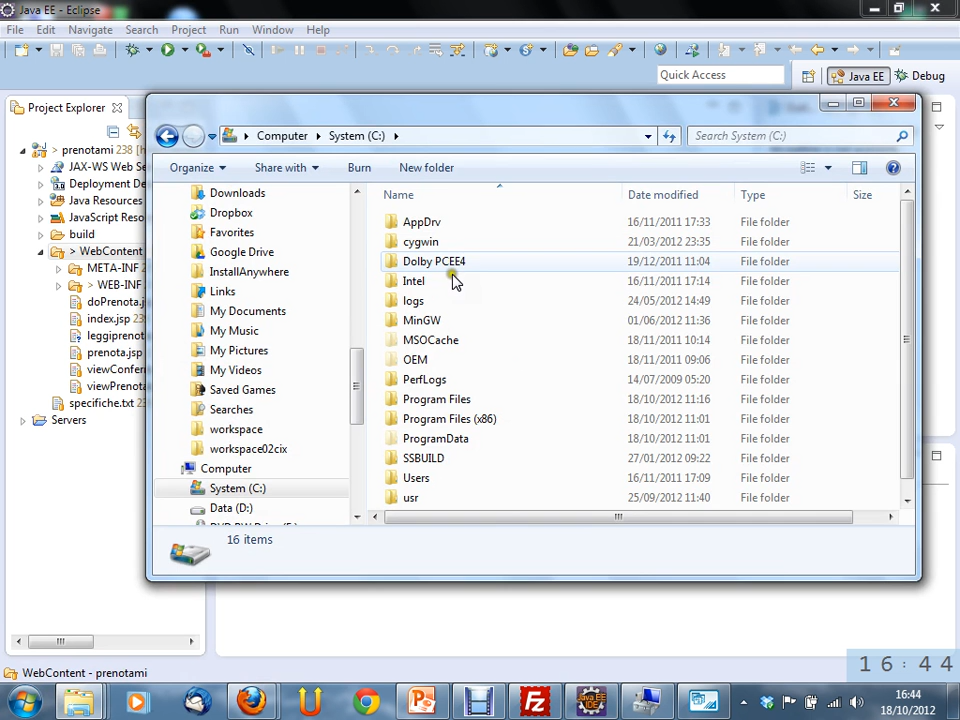 Java EE - Eclipse
File Edit Navigate Search Project Run Window Help
Quick Access
Java EE
Debug
Project Explorer
prenotami 238
JAX-WS Web Se
Deployment De
Java Resources
JavaScript Reso
build
> WebContent
META-INF
> WEB-INF
doPrenota.
index.jsp
leggipreno
prenota.jsp
viewConfer
viewPrenot
specifiche.txt
Servers
Computer System (C:)
Search System (C:)
Organize Share with Burn New folder
Downloads
Dropbox
Favorites
Google Drive
InstallAnywhere
Links
My Documents
My Music
My Pictures
My Videos
Saved Games
Searches
workspace
workspace02cix
Computer
System (C:)
Data (D:)
Name Date modified Type Size
AppDrv 16/11/2011 17:33 File folder
cygwin 21/03/2012 23:35 File folder
Dolby PCEE4 19/12/2011 11:04 File folder
Intel 16/11/2011 17:14 File folder
logs 24/05/2012 14:49 File folder
MinGW 01/06/2012 11:36 File folder
MSOCache 18/11/2011 10:14 File folder
OEM 18/11/2011 09:06 File folder
PerfLogs 14/07/2009 05:20 File folder
Program Files 18/10/2012 11:16 File folder
Program Files (x86) 18/10/2012 11:01 File folder
ProgramData 18/10/2012 11:01 File folder
SSBUILD 27/01/2012 09:22 File folder
Users 16/11/2011 17:09 File folder
usr 25/09/2012 11:40 File folder
16 items
WebContent - prenotami
16:44
16:44
18/10/2012